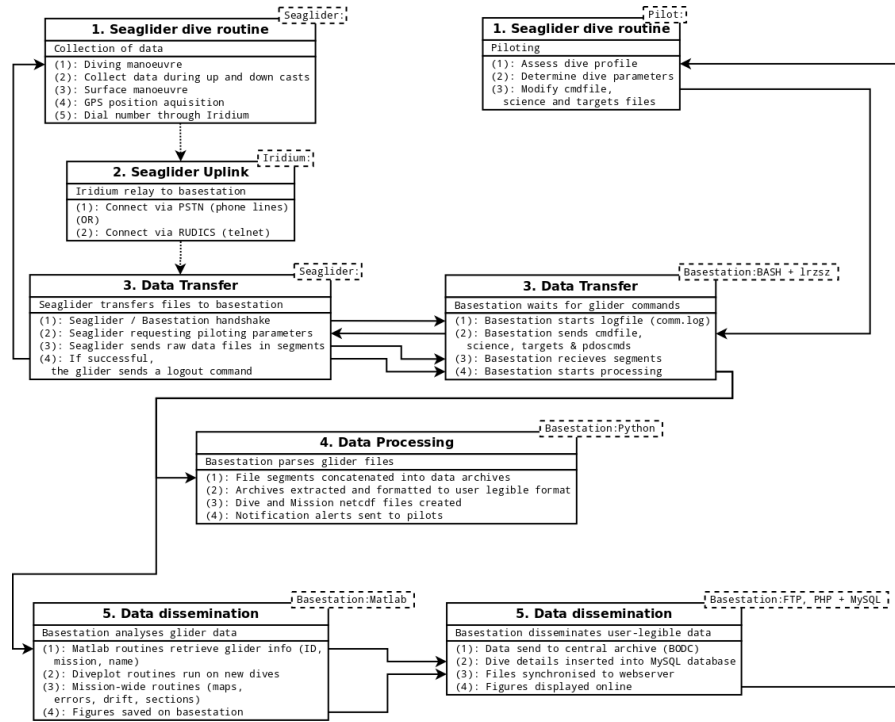 Seaglider:
1. Seaglider dive routine
Collection of data
(1): Diving manoeuvre
(2): Collect data during up and down casts
(3): Surface manoeuvre
(4): GPS position aquisition
(5): Dial number through Iridium
Pilot:
1. Seaglider dive routine
Piloting
(1): Assess dive profile
(2): Determine dive parameters
(3): Modify cmdfile,
science and targets files
Iridium:
2. Seaglider Uplink
Iridium relay to basestation
(1): Connect via PSTN (phone lines)
(OR)
(2): Connect via RUDICS (telnet)
Seaglider:
3. Data Transfer
Seaglider transfers files to basestation
(1): Seaglider / Basestation handshake
(2): Seaglider requesting piloting parameters
(3): Seaglider sends raw data files in segments
(4): If successful,
the glider sends a logout command
Basestation:BASH + lrzsz
3. Data Transfer
Basestation waits for glider commands
(1): Basestation starts logfile (comm.log)
(2): Basestation sends cmdfile,
science, targets & pdoscmds
(3): Basestation recieves segments
(4): Basestation starts processing
Basestation:Python
4. Data Processing
Basestation parses glider files
(1): File segments concatenated into data archives
(2): Archives extracted and formatted to user legible format
(3): Dive and Mission netcdf files created
(4): Notification alerts sent to pilots
Basestation:Matlab
5. Data dissemination
Basestation analyses glider data
(1): Matlab routines retrieve glider info (ID,
mission, name)
(2): Diveplot routines run on new dives
(3): Mission-wide routines (maps,
errors, drift, sections)
(4): Figures saved on basestation
Basestation:FTP, PHP + MySQL
5. Data dissemination
Basestation disseminates user-legible data
(1): Data send to central archive (BODC)
(2): Dive details inserted into MySQL database
(3): Files synchronised to webserver
(4): Figures displayed online